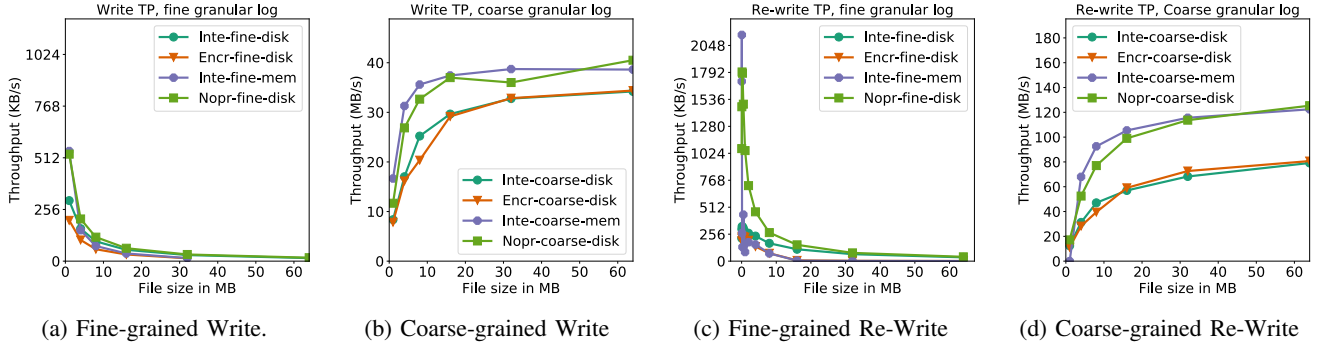 Write TP, fine granular log
Throughput (KB/s)
1024
768
512
256
0
Inte-fine-disk
Encr-fine-disk
Inte-fine-mem
Nopr-fine-disk
0 10 20 30 40 50 60
File size in MB
(a) Fine-grained Write.
Write TP, coarse granular log
Throughput (MB/s)
40
30
20
10
0
Inte-coarse-disk
Encr-coarse-disk
Inte-coarse-mem
Nopr-coarse-disk
0 10 20 30 40 50 60
File size in MB
(b) Coarse-grained Write
Re-write TP, fine granular log
Throughput (KB/s)
2048
1792
1536
1280
1024
768
512
256
0
Inte-fine-disk
Encr-fine-disk
Inte-fine-mem
Nopr-fine-disk
0 10 20 30 40 50 60
File size in MB
(c) Fine-grained Re-Write
Re-write TP, Coarse granular log
Throughput (MB/s)
180
160
140
120
100
80
60
40
20
0
Inte-coarse-disk
Encr-coarse-disk
Inte-coarse-mem
Nopr-coarse-disk
0 10 20 30 40 50 60
File size in MB
(d) Coarse-grained Re-Write